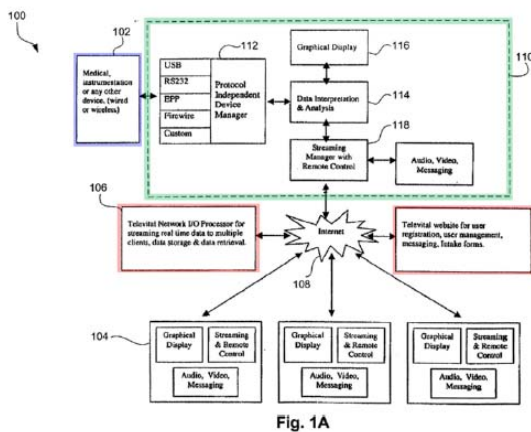 100
102
Medical,
instrumentation
or any other
device. (wired
or wireless)
112
USB
RS232
EPP
Firewire
Custom
Protocol
Independent
Device
Manager
Graphical Display
116
110
Data Interpretation
& Analysis
114
118
Streaming
Manager with
Remote Control
Audio, Video,
Messaging
106
Televital Network I/O Processor for
streaming real time data to multiple
clients, data storage & data retrieval.
Internet
108
Televital website for user
registration, user management,
messaging, Intake forms.
104
Graphical
Display
Streaming
& Remote
Control
Audio, Video,
Messaging
Graphical
Display
Streaming
& Remote
Control
Audio, Video,
Messaging
Graphical
Display
Streaming
& Remote
Control
Audio, Video,
Messaging
Fig. 1A